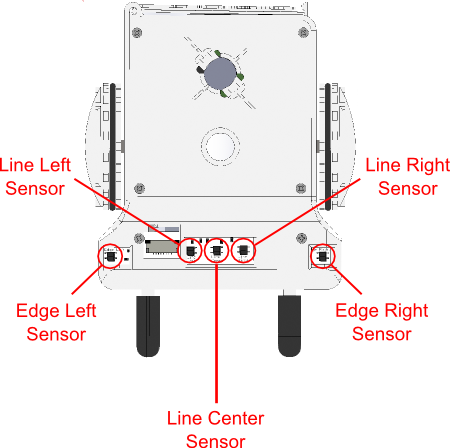 Line Left
Sensor
Line Right
Sensor
Edge Left
Sensor
Edge Right
Sensor
Line Center
Sensor